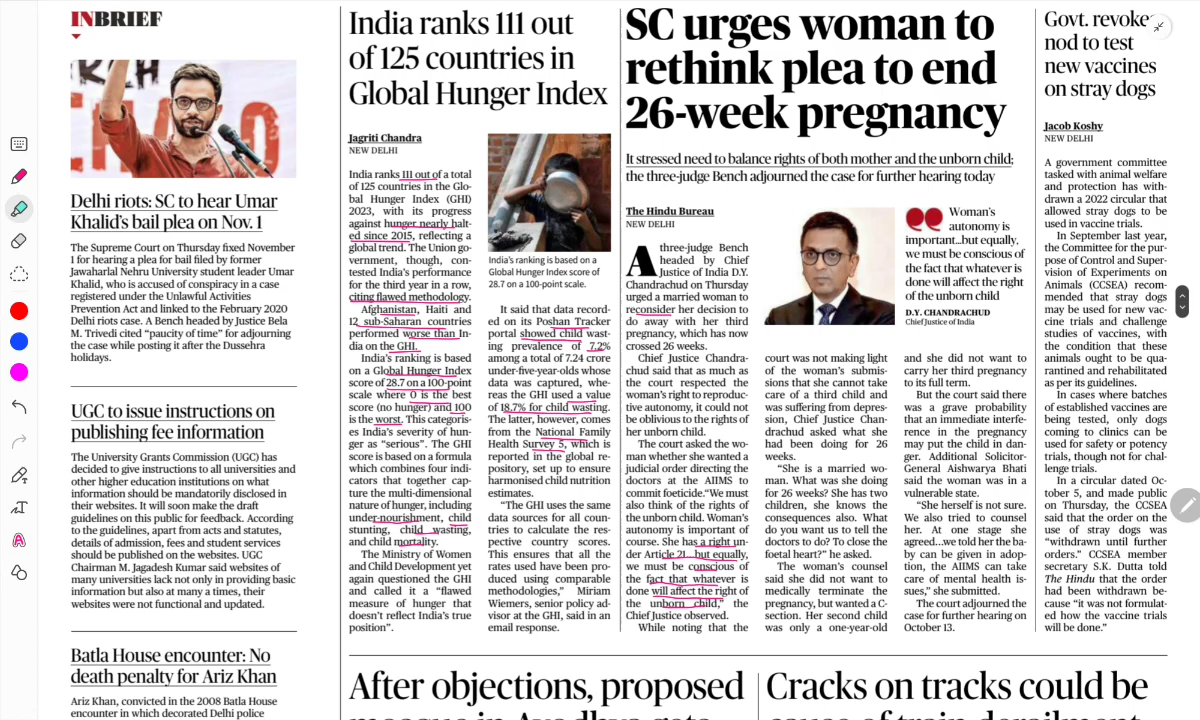 INBRIEF
Delhi riots: SC to hear Umar
Khalid's bail plea on Nov. 1
The Supreme Court on Thursday fixed November
1 for hearing a plea for bail filed by former
Jawaharlal Nehru University student leader Umar
Khalid, who is accused of conspiracy in a case
registered under the Unlawful Activities
Prevention Act and linked to the February 2020
Delhi riots case. A Bench headed by Justice Bela
M. Trivedi cited “paucity of time” for adjourning
the case while posting it after the Dussehra
holidays.
UGC to issue instructions on
publishing fee information
The University Grants Commission (UGC) has
decided to give instructions to all universities and
other higher education institutions on what
information should be mandatorily disclosed in
their websites. It will soon make the draft
guidelines on this public for feedback. According
to the guidelines, apart from acts and statutes,
details of admission, fees and student services
should be published on the websites. UGC
Chairman M. Jagadesh Kumar said websites of
many universities lack not only in providing basic
information but also at many a times, their
websites were not functional and updated.
Batla House encounter: No
death penalty for Ariz Khan
Ariz Khan, convicted in the 2008 Batla House
encounter in which decorated Delhi police
India ranks 111 out
of 125 countries in
Global Hunger Index
Jagriti Chandra
NEW DELHI
India ranks 111 out of a total
of 125 countries in the Glo-
bal Hunger Index (GHI)
2023, with its progress
against hunger nearly halt-
ed since 2015, reflecting a
global trend. The Union go-
vernment, though, con-
tested India's performance
for the third year in a row,
citing flawed methodology.
Afghanistan, Haiti and
12 sub-Saharan countries
performed worse than In-
dia on the GHI.
India's ranking is based
on a Global Hunger Index
score of 28.7 on a 100-point
scale where 0 is the best
score (no hunger) and 100
is the worst. This categoris-
es India's severity of hun-
ger as “serious”. The GHI
score is based on a formula
which combines four indi-
cators that together cap-
ture the multi-dimensional
nature of hunger, including
under-nourishment, child
stunting, child wasting,
and child mortality.
The Ministry of Women
and Child Development yet
again questioned the GHI
and called it a “flawed
measure of hunger that
doesn't reflect India's true
position”.
India's ranking is based on a
Global Hunger Index score of
28.7 on a 100-point scale.
It said that data record-
ed on its Poshan Tracker
portal showed child wast-
ing prevalence of 7.2%
among a total of 7.24 crore
under-five-year-olds whose
data was captured, whe-
reas the GHI used a value
of 18.7% for child wasting.
The latter, however, comes
from the National Family
Health Survey 5, which is
reported in the global re-
pository, set up to ensure
harmonised child nutrition
estimates.
“The GHI uses the same
data sources for all coun-
tries to calculate the res-
pective country scores.
This ensures that all the
rates used have been pro-
duced using comparable
methodologies,” Miriam
Wiemers, senior policy ad-
visor at the GHI, said in an
email response.
SC urges woman to
rethink plea to end
26-week pregnancy
It stressed need to balance rights of both mother and the unborn child;
the three-judge Bench adjourned the case for further hearing today
The Hindu Bureau
NEW DELHI
A three-judge Bench
headed by Chief
Justice of India D.Y.
Chandrachud on Thursday
urged a married woman to
reconsider her decision to
do away with her third
pregnancy, which has now
crossed 26 weeks.
Chief Justice Chandra-
chud said that as much as
the court respected the
woman's right to reproduc-
tive autonomy, it could not
be oblivious to the rights of
her unborn child.
The court asked the wo-
man whether she wanted a
judicial order directing the
doctors at the AIIMS to
commit foeticide.“We must
also think of the rights of
the unborn child. Woman's
autonomy is important of
course. She has a right un-
der Article 21...but equally,
we must be conscious of
the fact that whatever is
done will affect the right of
the unborn child,” the
Chief Justice observed.
While noting that the
Woman's
autonomy is
important...but equally,
we must be conscious of
the fact that whatever is
done will affect the right
of the unborn child
D.Y. CHANDRACHUD
Chief Justice of India
court was not making light
of the woman's submis-
sions that she cannot take
care of a third child and
was suffering from depres-
sion, Chief Justice Chan-
drachud asked what she
had been doing for 26
weeks.
“She is a married wo-
man. What was she doing
for 26 weeks? She has two
children, she knows the
consequences also. What
do you want us to tell the
doctors to do? To close the
foetal heart?” he asked.
The woman's counsel
said she did not want to
medically terminate the
pregnancy, but wanted a C-
section. Her second child
was only a one-year-old
and she did not want to
carry her third pregnancy
to its full term.
But the court said there
was a grave probability
that an immediate interfe-
rence in the pregnancy
may put the child in dan-
ger. Additional Solicitor-
General Aishwarya Bhati
said the woman was in a
vulnerable state.
“She herself is not sure.
We also tried to counsel
her. At one stage she
agreed...we told her the ba-
by can be given in adop-
tion, the AIIMS can take
care of mental health is-
sues,” she submitted.
The court adjourned the
case for further hearing on
October 13.
Govt. revokes
nod to test
new vaccines
on stray dogs
Jacob Koshy
NEW DELHI
A government committee
tasked with animal welfare
and protection has with-
drawn a 2022 circular that
allowed stray dogs to be
used in vaccine trials.
In September last year,
the Committee for the pur-
pose of Control and Super-
vision of Experiments on
Animals (CCSEA) recom-
mended that stray dogs
may be used for new vac-
cine trials and challenge
studies of vaccines, with
the condition that these
animals ought to be qua-
rantined and rehabilitated
as per its guidelines.
In cases where batches
of established vaccines are
being tested, only dogs
coming to clinics can be
used for safety or potency
trials, though not for chal-
lenge trials.
In a circular dated Oc-
tober 5, and made public
on Thursday, the CCSEA
said that the order on the
use of stray dogs was
“withdrawn until further
orders.” CCSEA member
secretary S.K. Dutta told
The Hindu that the order
had been withdrawn be-
cause “it was not formulat-
ed how the vaccine trials
will be done.”
After objections, proposed
Cracks on tracks could be